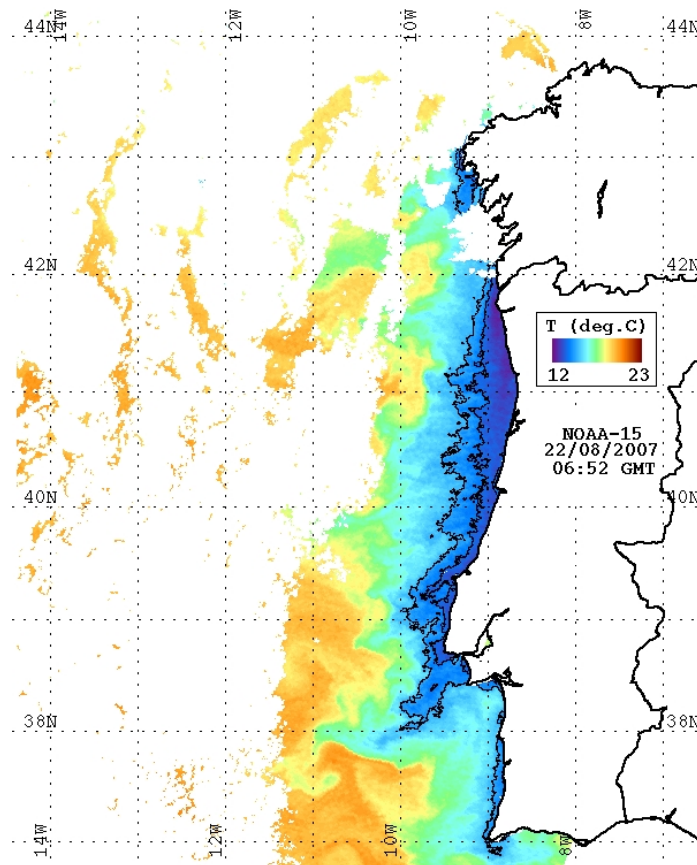 44N
14W
12W
10W
8W
44N
42N
42N
T (deg.C)
12 23
NOAA-15
22/08/2007
06:52 GMT
40N
40N
38N
38N
14W
12W
10W
8W